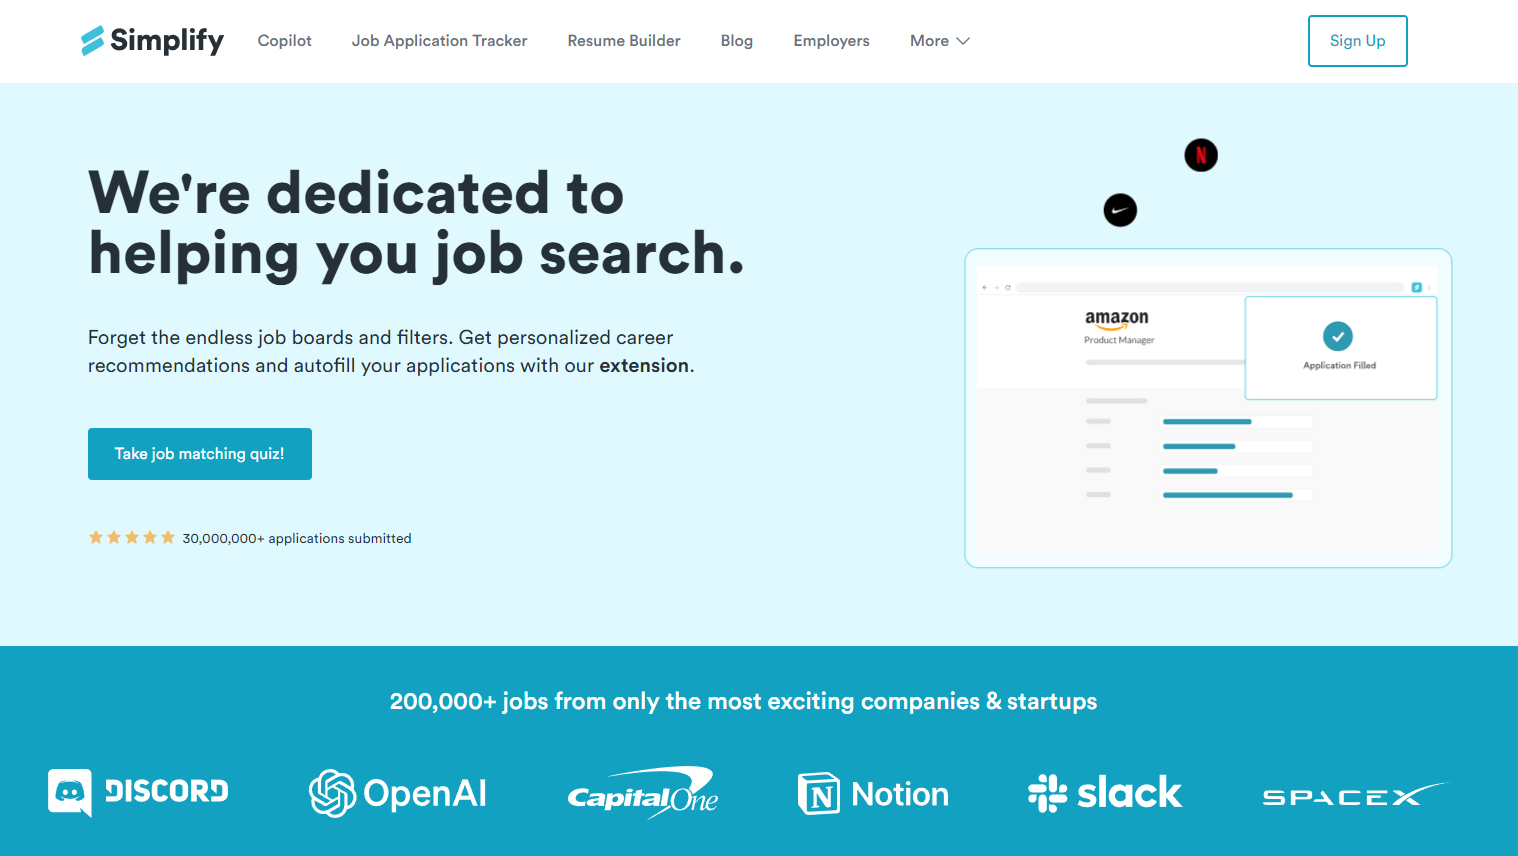 Simplify
Copilot
Job Application Tracker
Resume Builder
Blog
Employers
More
Sign Up
We're dedicated to
helping you job search.
Forget the endless job boards and filters. Get personalized career
recommendations and autofill your applications with our extension.
Take job matching quiz!
30,000,000+ applications submitted
N
amazon
Product Manager
Application Filled
200,000+ jobs from only the most exciting companies & startups
DISCORD
OpenAI
CapitalOne
N Notion
slack
SPACEX